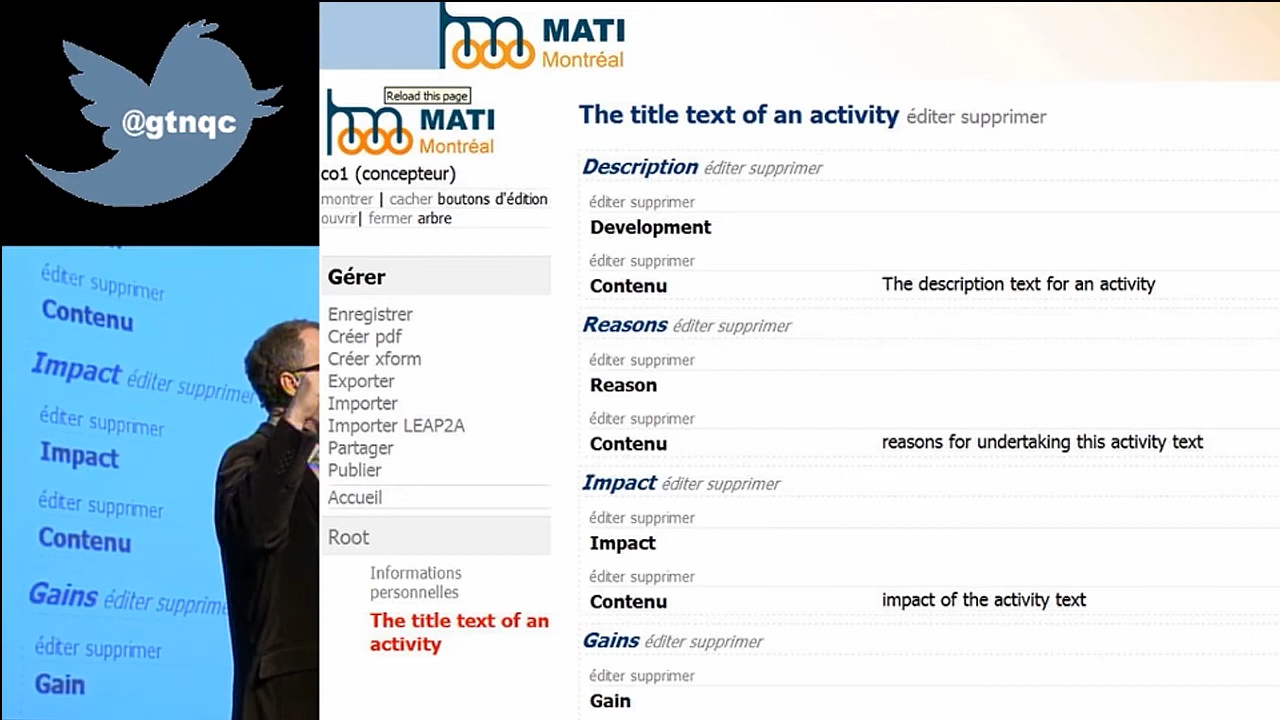 @gtnqc
éditer supprimer
Contenu
Impact éditer supprimer
éditer supprimer
Impact
éditer supprimer
Contenu
Gains éditer supprime
éditer supprimer
Gain
MATI
Montréal
Reload this page
MATI
Montréal
co1 (concepteur)
montrer | cacher boutons d'édition
ouvrir| fermer arbre
Gérer
Enregistrer
Créer pdf
Créer xform
Exporter
Importer
Importer LEAP2A
Partager
Publier
Accueil
Root
Informations
personnelles
The title text of an
activity
The title text of an activity éditer supprimer
Description éditer supprimer
éditer supprimer
Development
éditer supprimer
Contenu The description text for an activity
Reasons éditer supprimer
éditer supprimer
Reason
éditer supprimer
Contenu reasons for undertaking this activity text
Impact éditer supprimer
éditer supprimer
Impact
éditer supprimer
Contenu impact of the activity text
Gains éditer supprimer
éditer supprimer
Gain